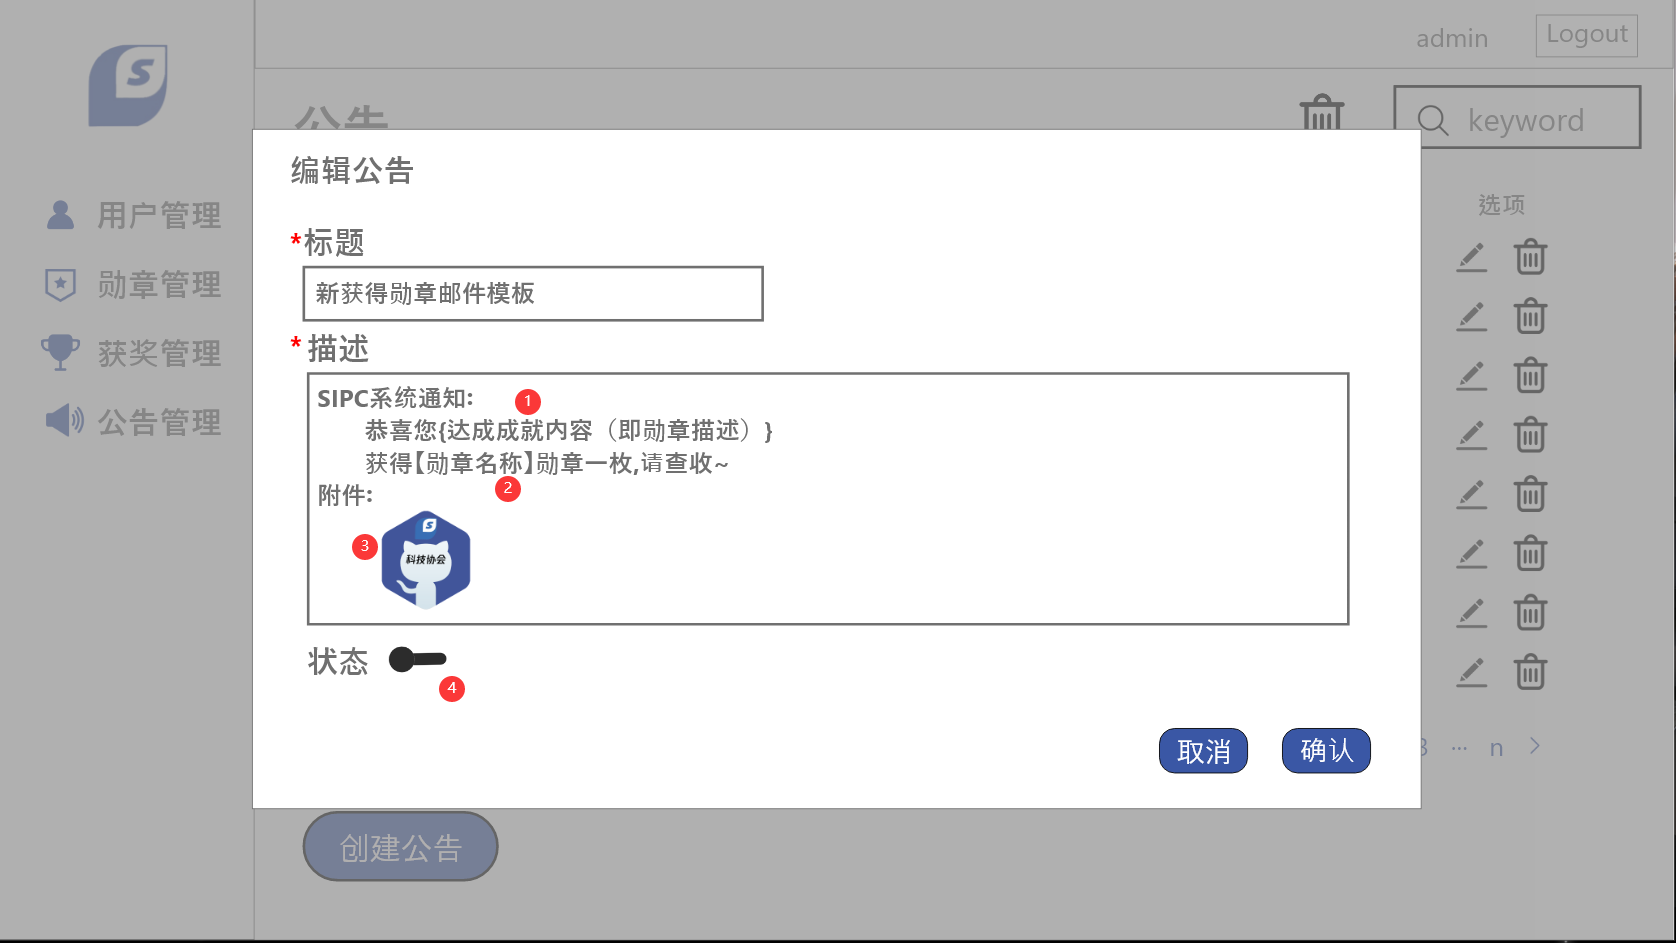 admin
Logout
公告
keyword
用户管理
勋章管理
获奖管理
公告管理
选项
编辑公告
*标题
新获得勋章邮件模板
*描述
SIPC系统通知:
1
恭喜您{达成成就内容（即勋章描述）}
获得【勋章名称】勋章一枚,请查收~
2
附件:
3
S
科技协会
状态
4
取消
确认
... n >
创建公告